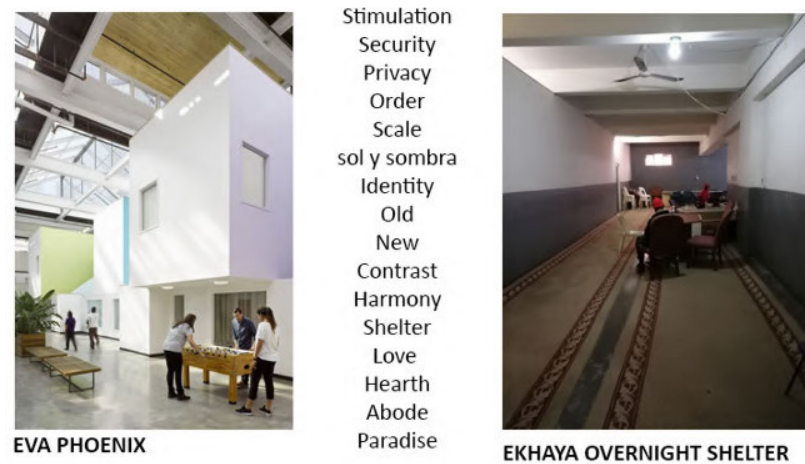 Stimulation
Security
Privacy
Order
Scale
sol y sombra
Identity
Old
New
Contrast
Harmony
Shelter
Love
Hearth
Abode
Paradise
EVA PHOENIX
EKHAYA OVERNIGHT SHELTER